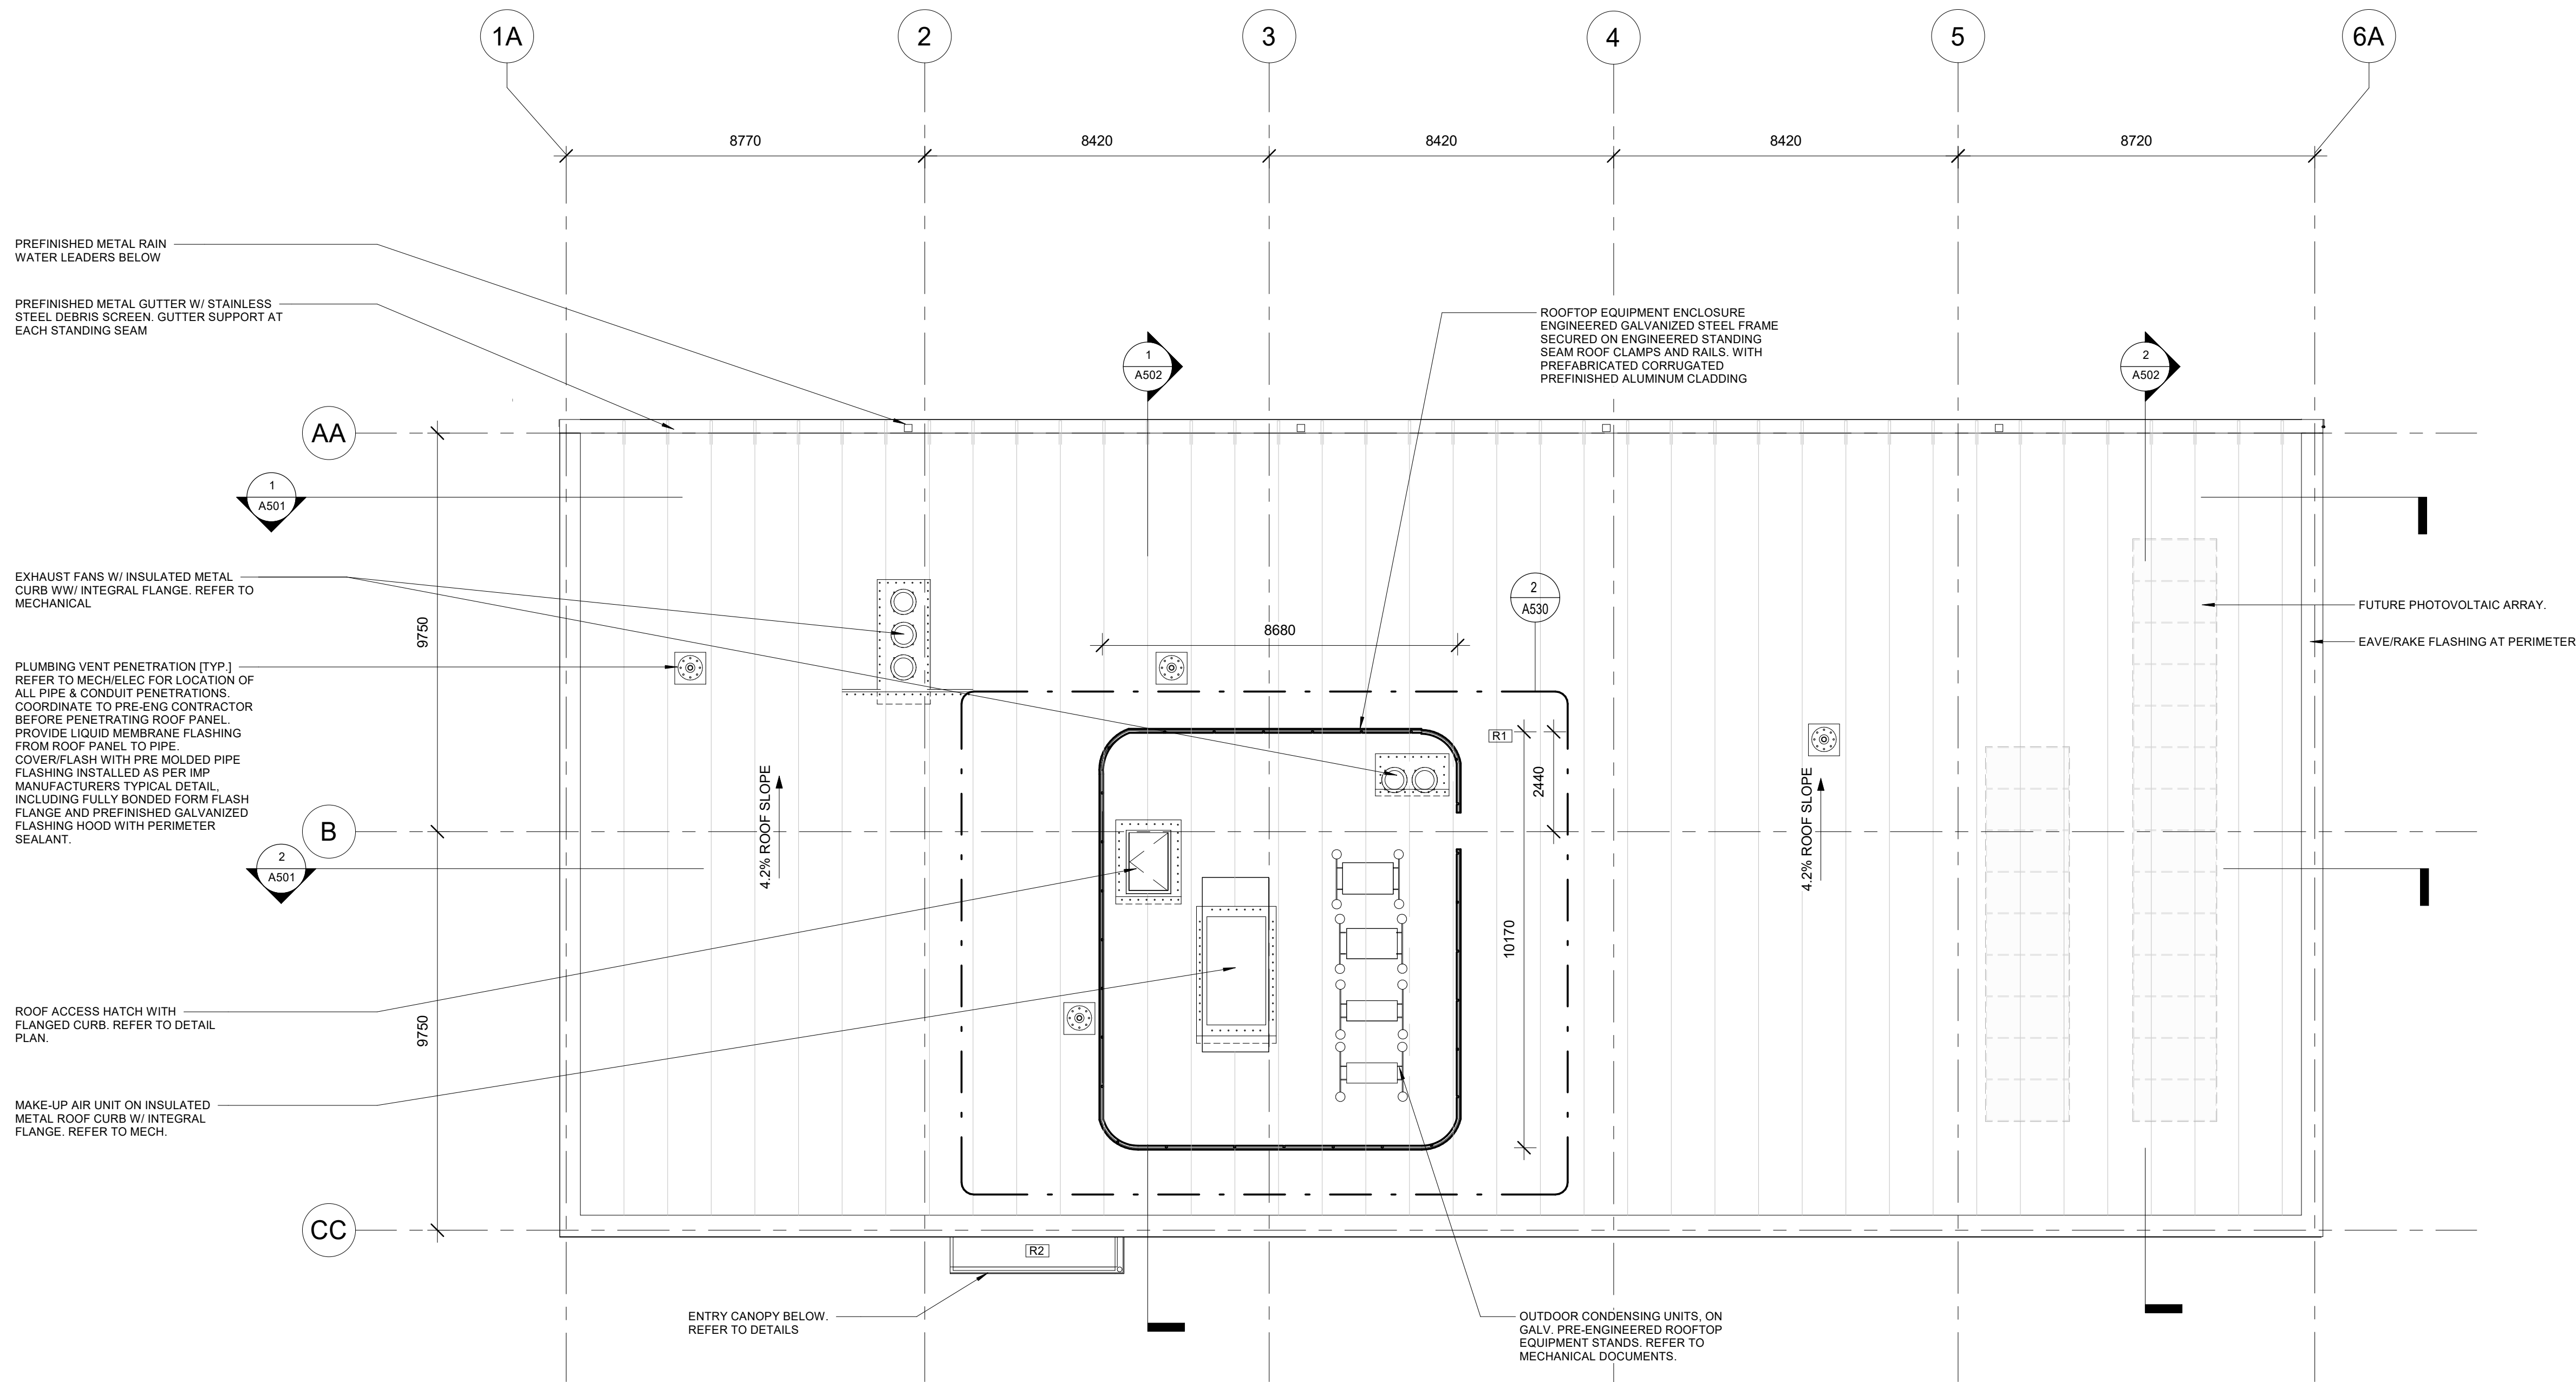 1A
2
3
4
5
6A
8770
8420
8420
8420
8720
PREFINISHED METAL RAIN
WATER LEADERS BELOW
PREFINISHED METAL GUTTER W/ STAINLESS
STEEL DEBRIS SCREEN. GUTTER SUPPORT AT
EACH STANDING SEAM
ROOFTOP EQUIPMENT ENCLOSURE
ENGINEERED GALVANIZED STEEL FRAME
SECURED ON ENGINEERED STANDING
SEAM ROOF CLAMPS AND RAILS. WITH
PREFABRICATED CORRUGATED
PREFINISHED ALUMINUM CLADDING
1
A502
2
A502
AA
1
A501
EXHAUST FANS W/ INSULATED METAL
CURB WW/ INTEGRAL FLANGE. REFER TO
MECHANICAL
9750
2
A530
8680
FUTURE PHOTOVOLTAIC ARRAY.
EAVE/RAKE FLASHING AT PERIMETER
PLUMBING VENT PENETRATION [TYP.]
REFER TO MECH/ELEC FOR LOCATION OF
ALL PIPE & CONDUIT PENETRATIONS.
COORDINATE TO PRE-ENG CONTRACTOR
BEFORE PENETRATING ROOF PANEL.
PROVIDE LIQUID MEMBRANE FLASHING
FROM ROOF PANEL TO PIPE.
COVER/FLASH WITH PRE MOLDED PIPE
FLASHING INSTALLED AS PER IMP
MANUFACTURERS TYPICAL DETAIL,
INCLUDING FULLY BONDED FORM FLASH
FLANGE AND PREFINISHED GALVANIZED
FLASHING HOOD WITH PERIMETER
SEALANT.
R1
2440
4.2% ROOF SLOPE
4.2% ROOF SLOPE
B
2
A501
10170
ROOF ACCESS HATCH WITH
FLANGED CURB. REFER TO DETAIL
PLAN.
9750
MAKE-UP AIR UNIT ON INSULATED
METAL ROOF CURB W/ INTEGRAL
FLANGE. REFER TO MECH.
CC
R2
ENTRY CANOPY BELOW.
REFER TO DETAILS
OUTDOOR CONDENSING UNITS, ON
GALV. PRE-ENGINEERED ROOFTOP
EQUIPMENT STANDS. REFER TO
MECHANICAL DOCUMENTS.